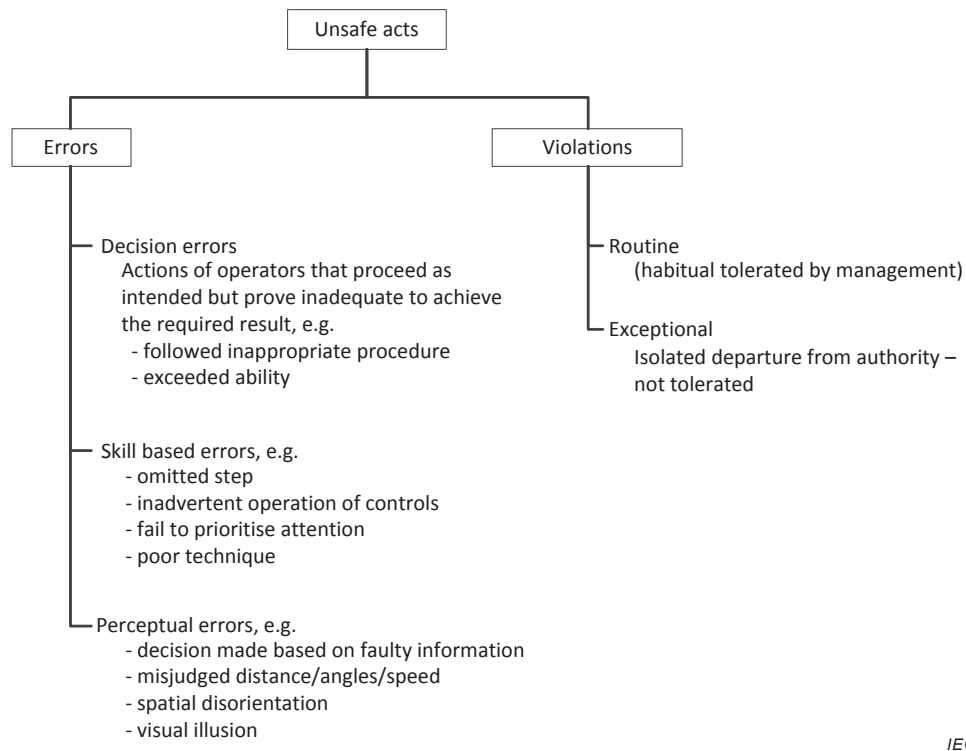 Unsafe acts
Errors
Violations
Decision errors
Actions of operators that proceed as
intended but prove inadequate to achieve
the required result, e.g.
- followed inappropriate procedure
- exceeded ability
Routine
(habitual tolerated by management)
Exceptional
Isolated departure from authority –
not tolerated
Skill based errors, e.g.
- omitted step
- inadvertent operation of controls
- fail to prioritise attention
- poor technique
Perceptual errors, e.g.
- decision made based on faulty information
- misjudged distance/angles/speed
- spatial disorientation
- visual illusion